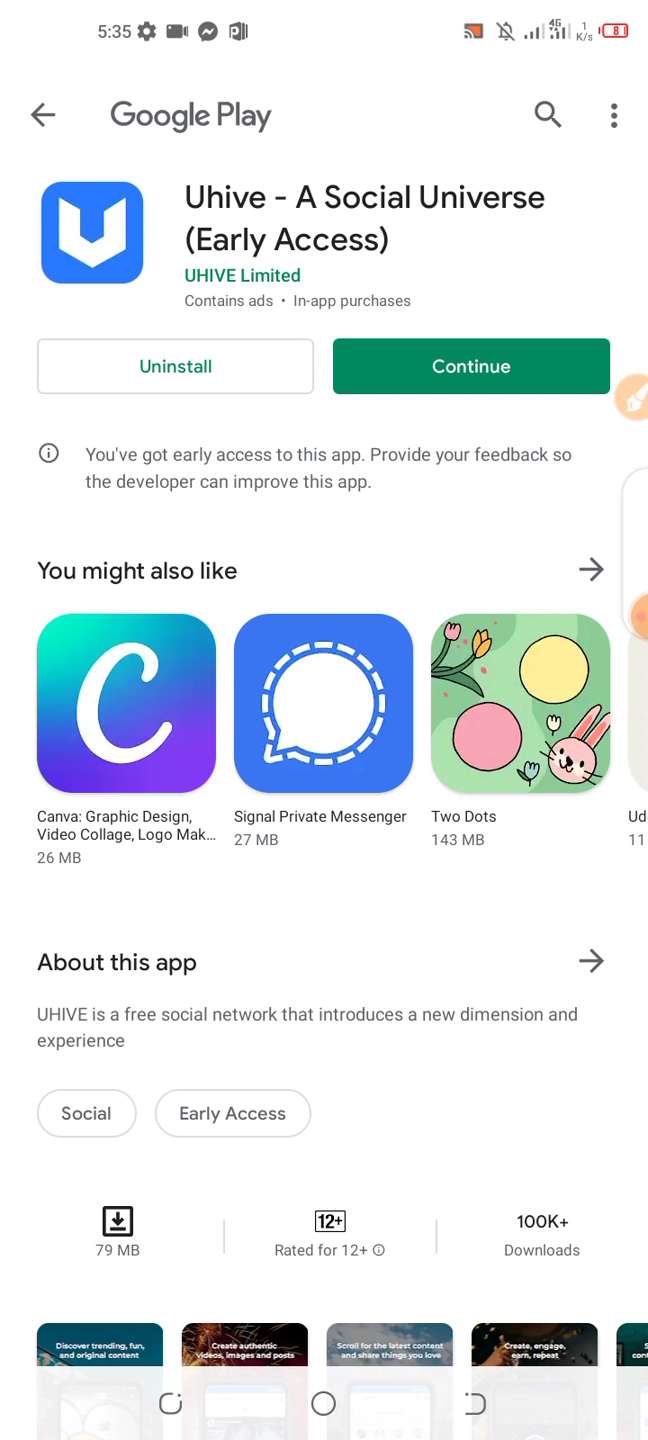 5:35
4G
1
K/s
8
Google Play
Uhive - A Social Universe
(Early Access)
UHIVE Limited
Contains ads • In-app purchases
Uninstall
Continue
You've got early access to this app. Provide your feedback so
the developer can improve this app.
You might also like
Canva: Graphic Design,
Video Collage, Logo Mak...
26 MB
Signal Private Messenger
27 MB
Two Dots
143 MB
Ud
11
About this app
UHIVE is a free social network that introduces a new dimension and
experience
Social
Early Access
79 MB
12+
Rated for 12+
100K+
Downloads
Discover trending, fun,
and original content
Create authentic
videos, images and posts
Scroll for the latest content
and share things you love
Create, engage,
earn, repeat